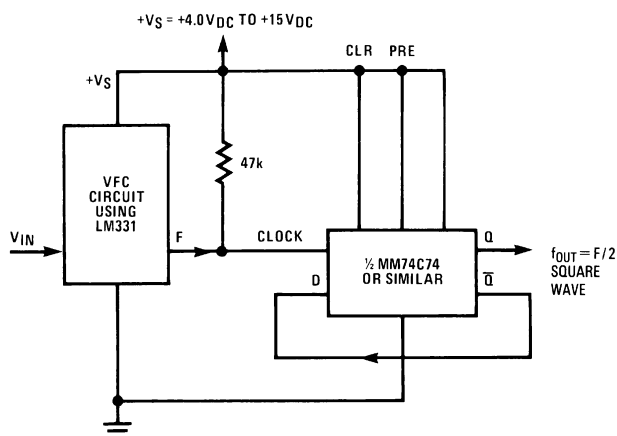 +VS = +4.0VDC TO +15VDC
CLR PRE
+VS
47k
VFC
CIRCUIT
USING
LM331
VIN
F
CLOCK
Q
½ MM74C74
OR SIMILAR
D
Q̅
fOUT = F/2
SQUARE
WAVE